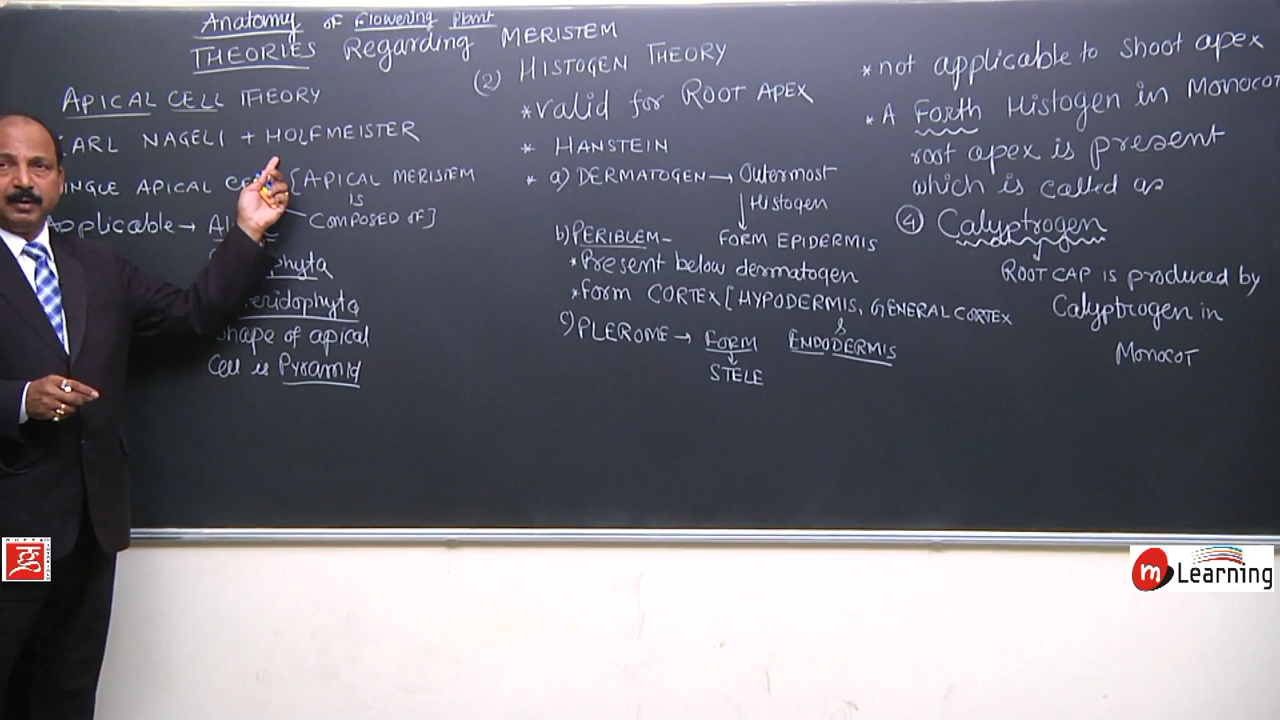 Anatomy of Flowering Plant
THEORIES Regarding MERISTEM
APICAL CELL THEORY
ARL NAGELI + HOLFMEISTER
INGLE APICAL CE [APICAL MERISTEM
IS
COMPOSED OF]
Applicable → Al
phyta
eridophyta
Shape of apical
Cell is Pyramid
(2) HISTOGEN THEORY
* valid for ROOT APEX
* HANSTEIN
* a) DERMATOGEN → Outermost
Histogen
FORM EPIDERMIS
b) PERIBLEM –
* Present below dermatogen
* form CORTEX [HYPODERMIS, GENERAL CORTEX
&
ENDODERMIS
c) PLEROME → FORM
STELE
* not applicable to shoot apex
* A Forth Histogen in MONOCOT
root apex is present
which is called as
④ Calyptrogen
ROOT CAP is produced by
Calyptrogen in
MONOCOT
m Learning